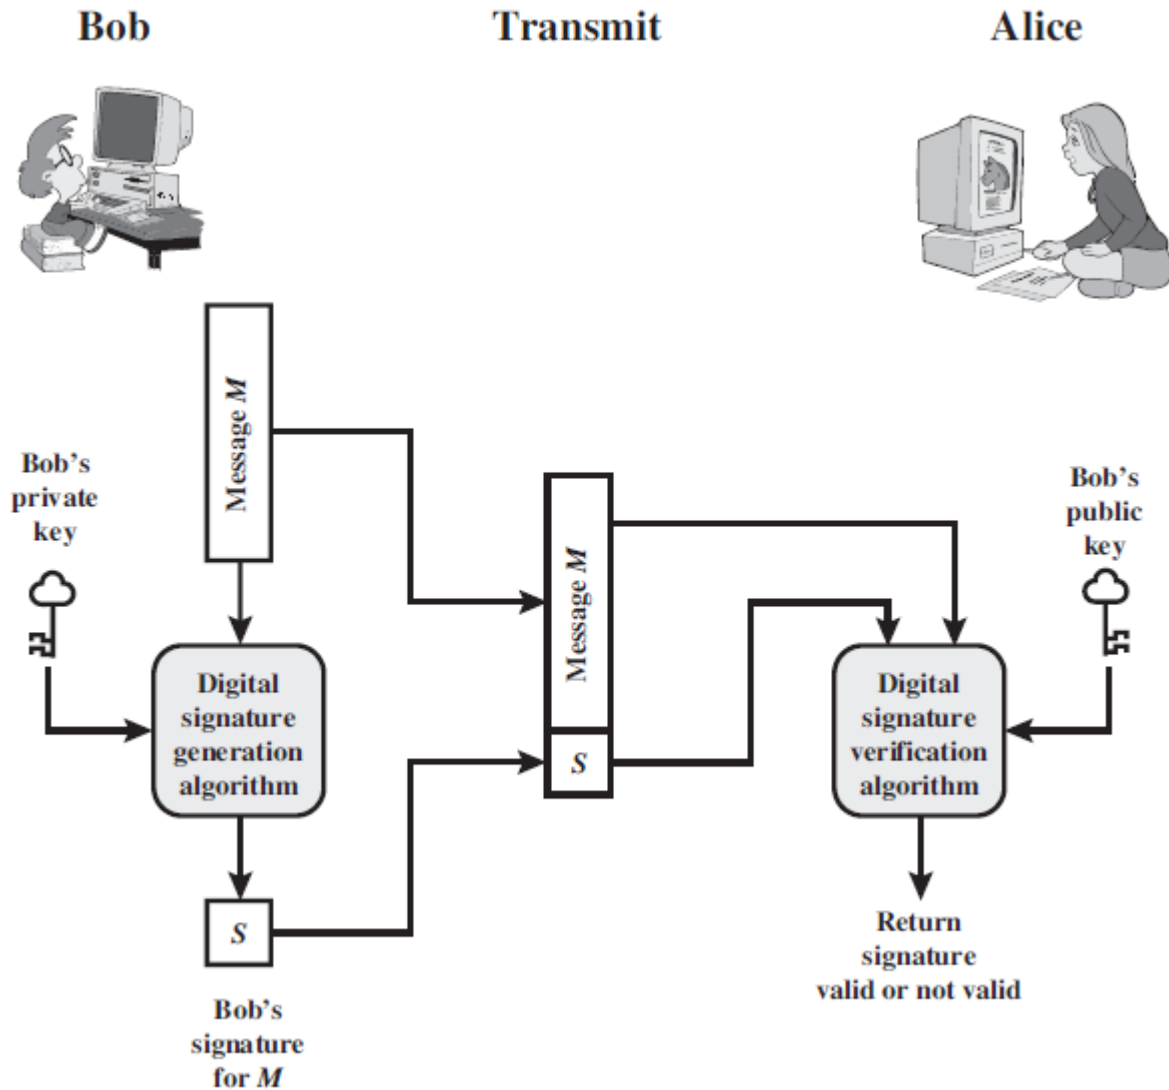 Bob
Transmit
Alice
Message M
Bob's
private
key
Digital
signature
generation
algorithm
S
Bob's
signature
for M
Message M
S
Bob's
public
key
Digital
signature
verification
algorithm
Return
signature
valid or not valid